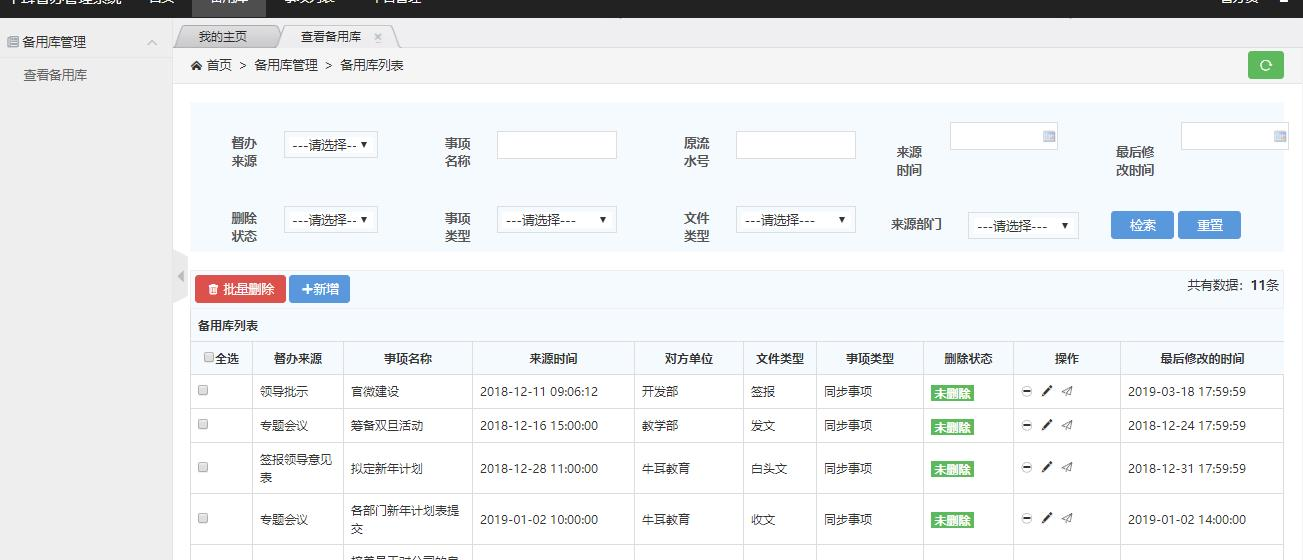 备用库管理
查看备用库
我的主页
查看备用库
首页 > 备用库管理 > 备用库列表
督办来源 ---请选择--
事项名称
原流水号
来源时间
最后修改时间
删除状态 ---请选择--
事项类型 ---请选择---
文件类型 ---请选择---
来源部门 ---请选择---
检索 重置
批量删除 +新增 共有数据：11条
备用库列表
全选 督办来源 事项名称 来源时间 对方单位 文件类型 事项类型 删除状态 操作 最后修改的时间
领导批示 官微建设 2018-12-11 09:06:12 开发部 签报 同步事项 未删除 2019-03-18 17:59:59
专题会议 筹备双旦活动 2018-12-16 15:00:00 教学部 发文 同步事项 未删除 2018-12-24 17:59:59
签报领导意见表 拟定新年计划 2018-12-28 11:00:00 牛耳教育 白头文 同步事项 未删除 2018-12-31 17:59:59
专题会议 各部门新年计划表提交 2019-01-02 10:00:00 牛耳教育 收文 同步事项 未删除 2019-01-02 14:00:00